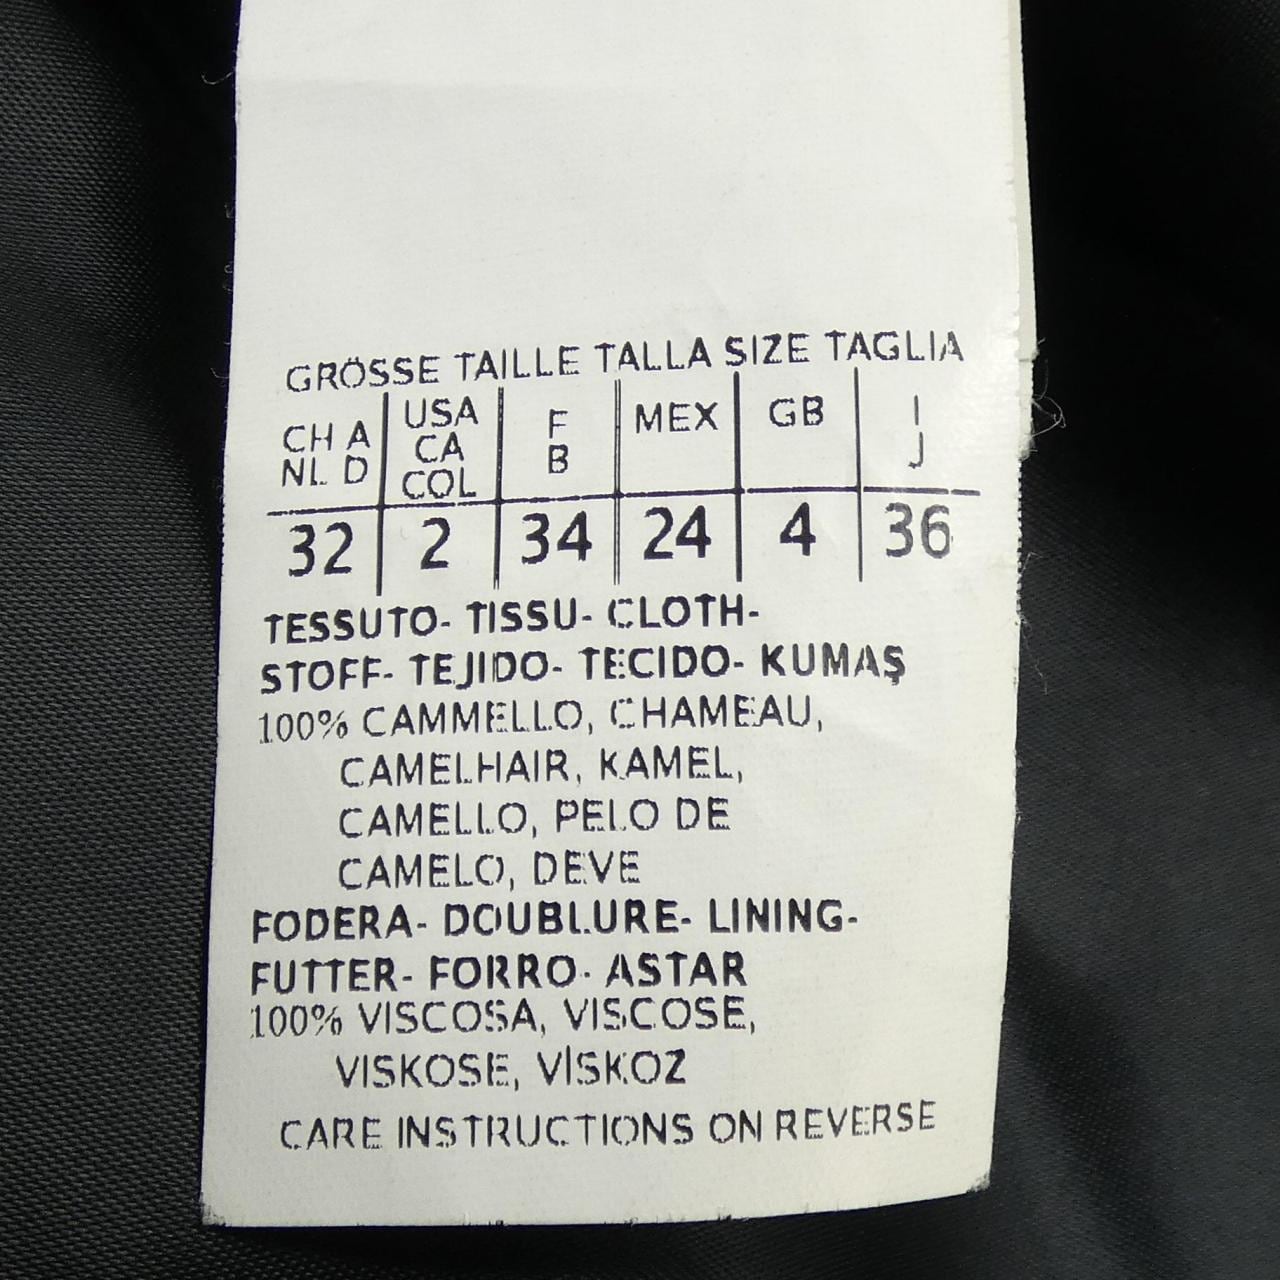 GRÖSSE TAILLE TALLA SIZE TAGLIA
CH A NL D | USA CA COL | F B | MEX | GB | I J
32 | 2 | 34 | 24 | 4 | 36
TESSUTO- TISSU- CLOTH-
STOFF- TEJIDO- TECIDO- KUMAŞ
100% CAMMELLO, CHAMEAU,
CAMELHAIR, KAMEL,
CAMELLO, PELO DE
CAMELO, DEVE
FODERA- DOUBLURE- LINING-
FUTTER- FORRO- ASTAR
100% VISCOSA, VISCOSE,
VISKOSE, VİSKOZ
CARE INSTRUCTIONS ON REVERSE